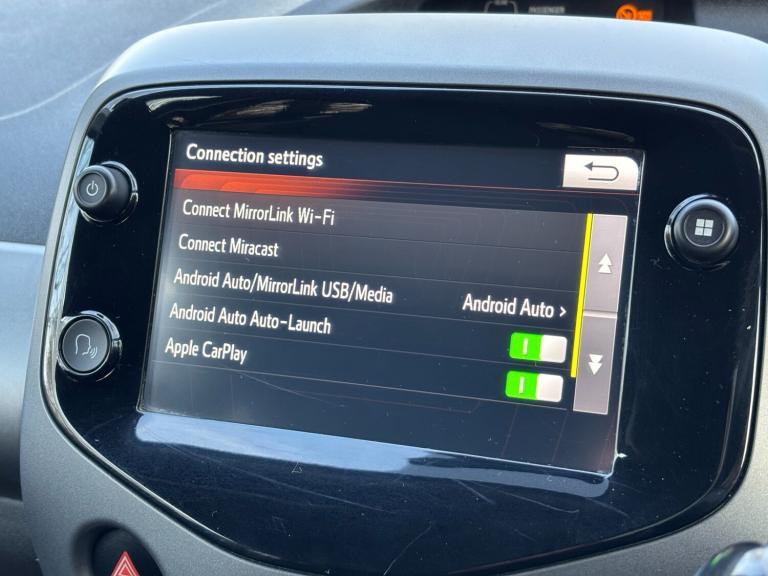 PASSENGER
Connection settings
Connect MirrorLink Wi-Fi
Connect Miracast
Android Auto/MirrorLink USB/Media Android Auto >
Android Auto Auto-Launch
Apple CarPlay